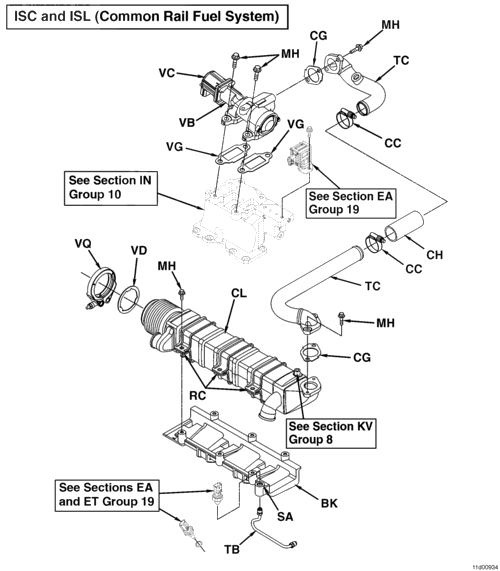 ISC and ISL (Common Rail Fuel System)
MH
CG
MH
VC
TC
VB
VG
VG
CC
See Section IN
Group 10
See Section EA
Group 19
VQ
VD
MH
CL
CH
CC
TC
MH
CG
RC
See Section KV
Group 8
See Sections EA
and ET Group 19
BK
SA
TB
11d00934